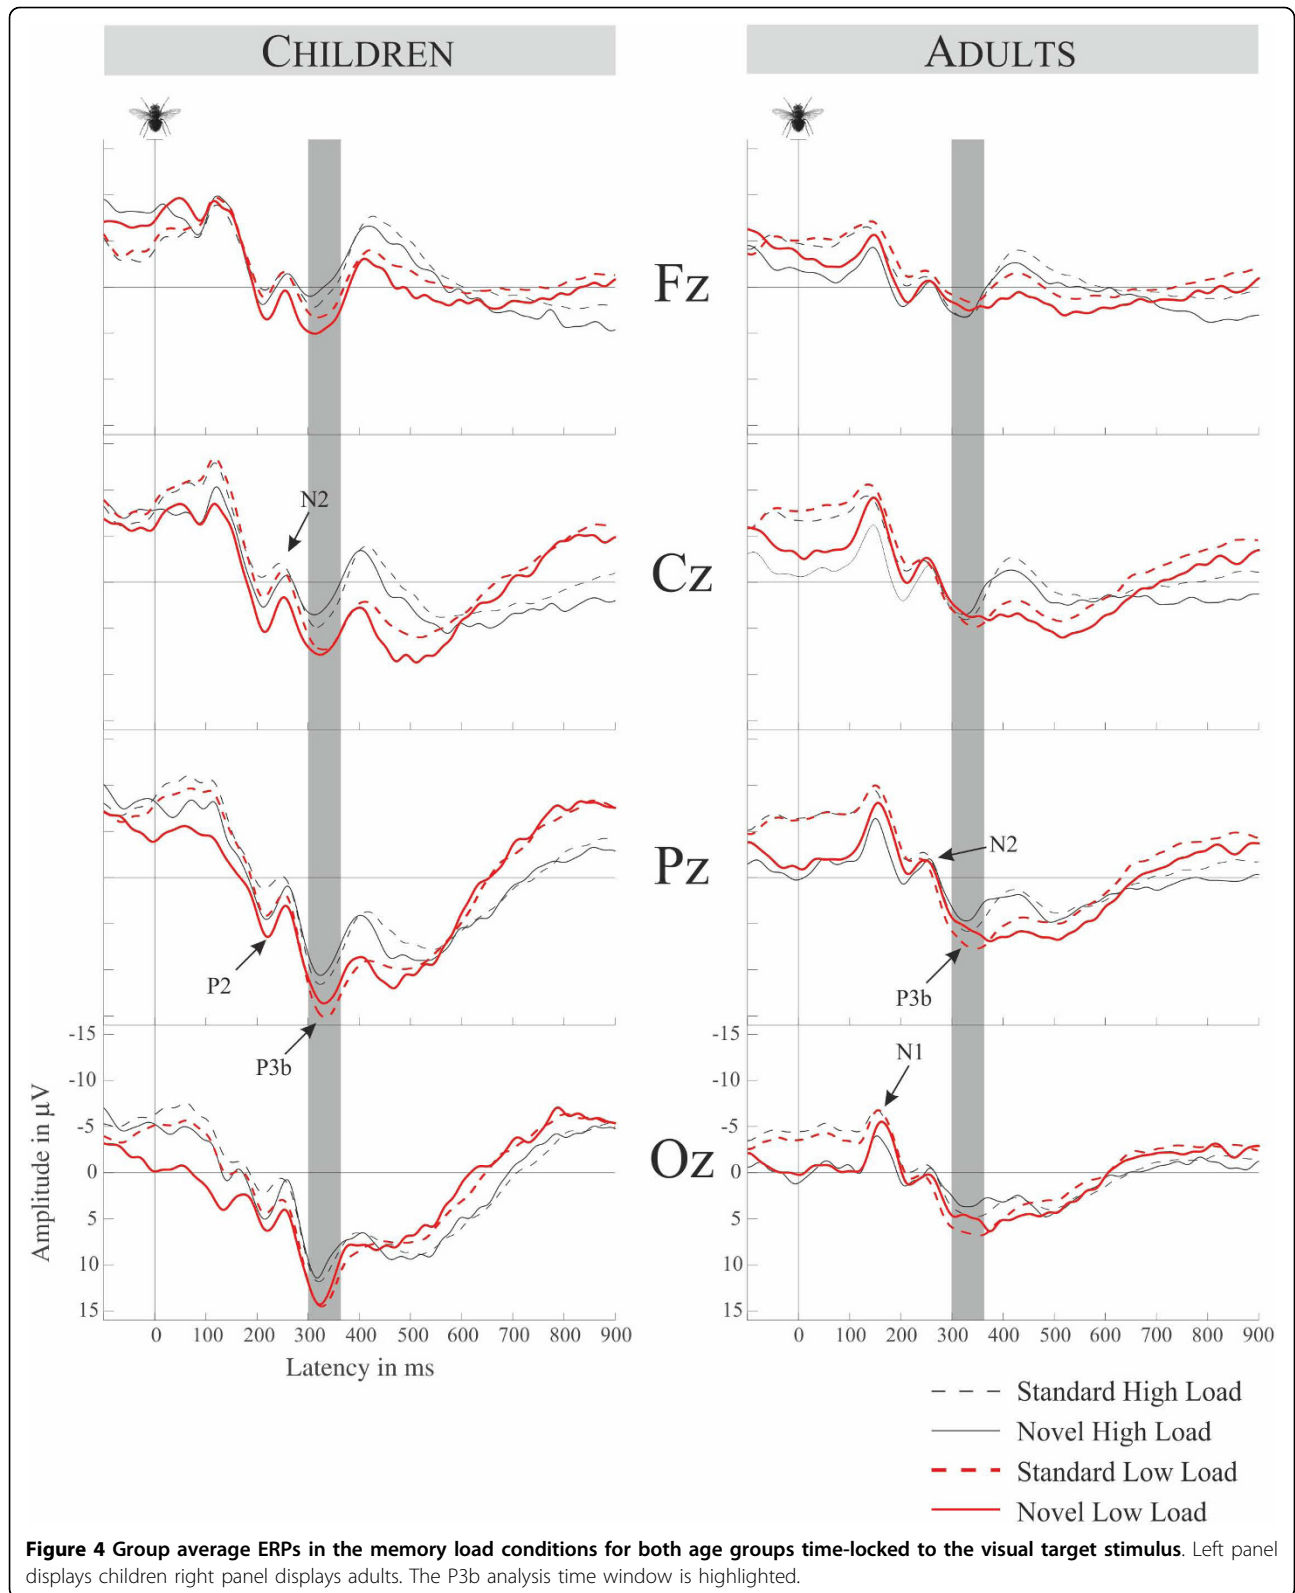 CHILDREN
ADULTS
Fz
N2
Cz
Pz
N2
P2
P3b
P3b
N1
Oz
Amplitude in µV
-15
-10
-5
0
5
10
15
-15
-10
-5
0
5
10
15
0 100 200 300 400 500 600 700 800 900
0 100 200 300 400 500 600 700 800 900
Latency in ms
Standard High Load
Novel High Load
Standard Low Load
Novel Low Load
Figure 4 Group average ERPs in the memory load conditions for both age groups time-locked to the visual target stimulus. Left panel
displays children right panel displays adults. The P3b analysis time window is highlighted.